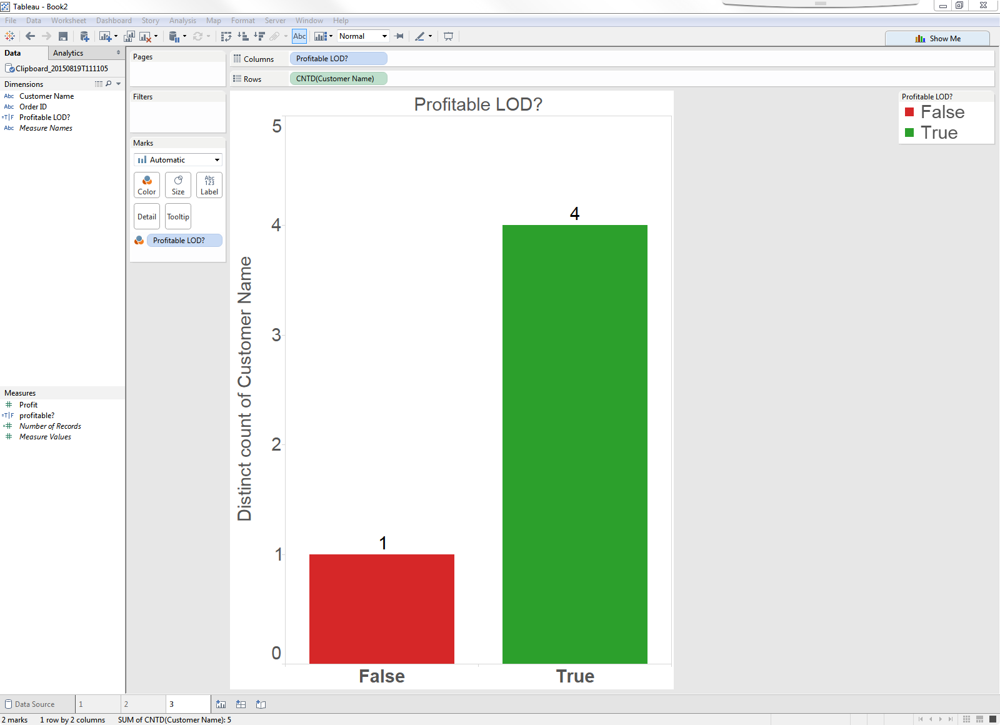 Tableau - Book2
File Data Worksheet Dashboard Story Analysis Map Format Server Window Help
Abc Normal Show Me
Data Analytics
Clipboard_20150819T111105
Dimensions
Abc Customer Name
Abc Order ID
=T|F Profitable LOD?
Abc Measure Names
Measures
# Profit
=T|F profitable?
=# Number of Records
# Measure Values
Pages
Filters
Marks
Automatic
Color Size Abc 123 Label
Detail Tooltip
Profitable LOD?
Columns Profitable LOD?
Rows CNTD(Customer Name)
Profitable LOD?
Distinct count of Customer Name
5
4
3
2
1
0
1
4
False True
Profitable LOD?
False
True
Data Source 1 2 3
2 marks 1 row by 2 columns SUM of CNTD(Customer Name): 5